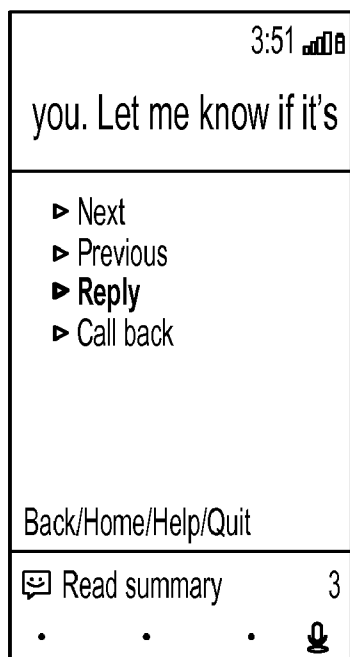 3:51
you. Let me know if it's
Next
Previous
Reply
Call back
Back/Home/Help/Quit
Read summary 3